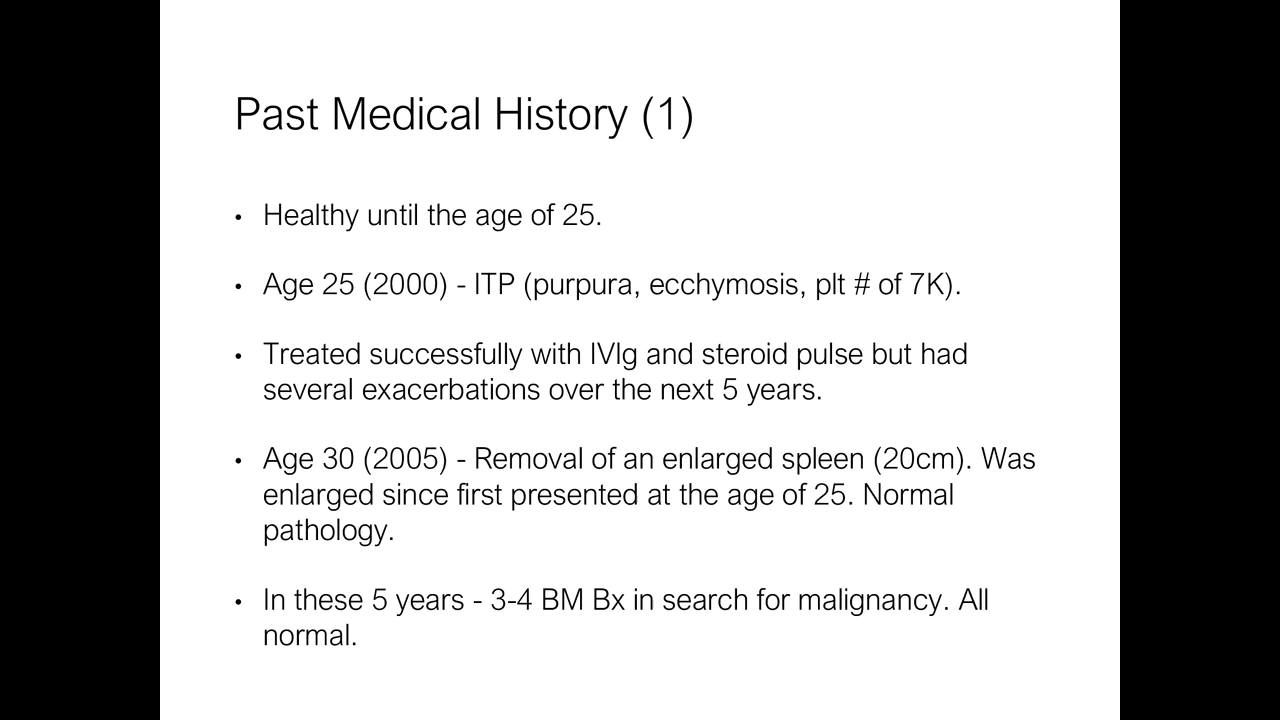 Past Medical History (1)
• Healthy until the age of 25.
• Age 25 (2000) - ITP (purpura, ecchymosis, plt # of 7K).
• Treated successfully with IVIg and steroid pulse but had
several exacerbations over the next 5 years.
• Age 30 (2005) - Removal of an enlarged spleen (20cm). Was
enlarged since first presented at the age of 25. Normal
pathology.
• In these 5 years - 3-4 BM Bx in search for malignancy. All
normal.